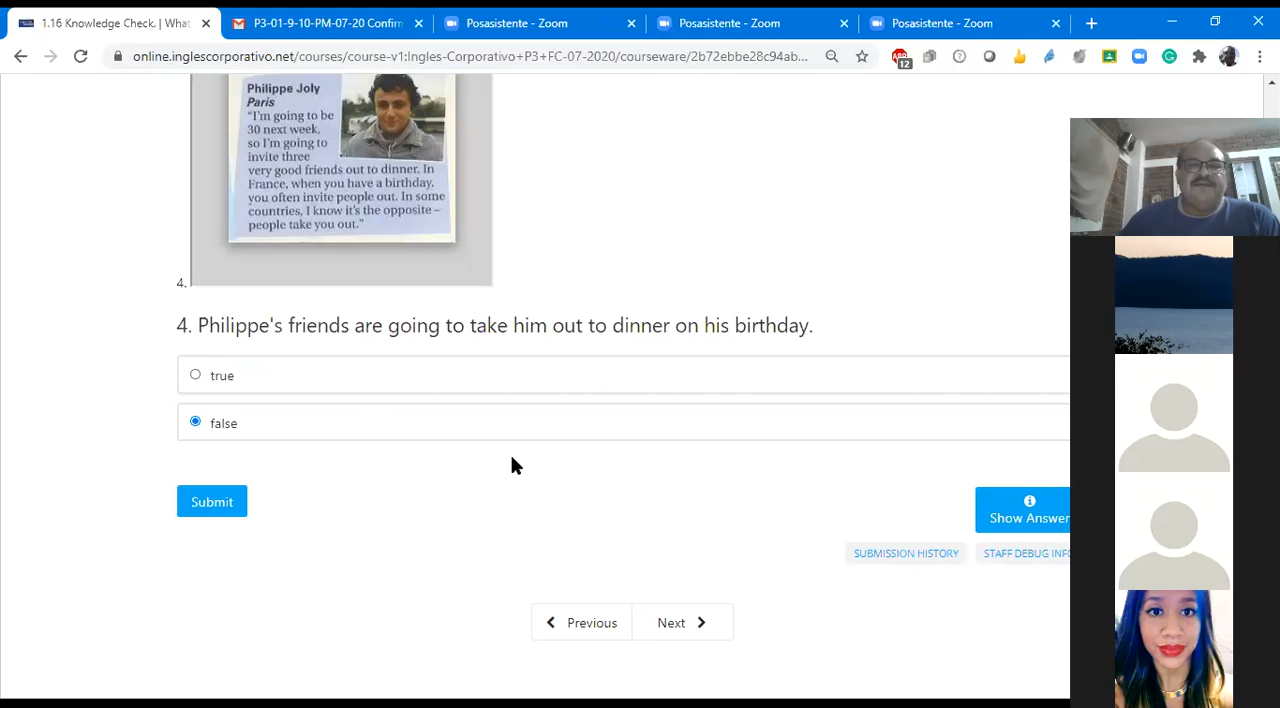 1.16 Knowledge Check. | What
P3-01-9-10-PM-07-20 Confirm
Posasistente - Zoom
Posasistente - Zoom
Posasistente - Zoom
online.inglescorporativo.net/courses/course-v1:Ingles-Corporativo+P3+FC-07-2020/courseware/2b72ebbe28c94ab...
12
Philippe Joly
Paris
"I'm going to be
30 next week,
so I'm going to
invite three
very good friends out to dinner. In
France, when you have a birthday,
you often invite people out. In some
countries, I know it's the opposite –
people take you out."
4.
4. Philippe's friends are going to take him out to dinner on his birthday.
true
false
Submit
Show Answer
SUBMISSION HISTORY
STAFF DEBUG INFO
Previous
Next